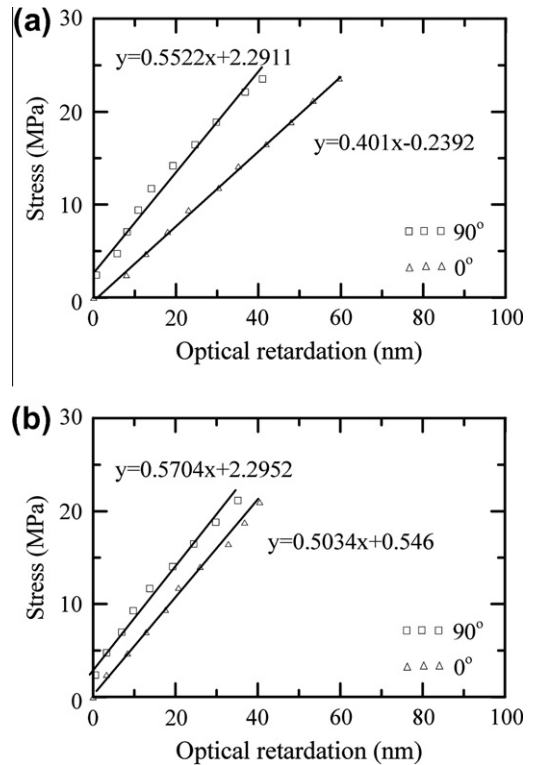 (a)
30
20
10
0
Stress (MPa)
y=0.5522x+2.2911
y=0.401x-0.2392
90°
0°
0 20 40 60 80 100
Optical retardation (nm)
(b)
30
20
10
0
Stress (MPa)
y=0.5704x+2.2952
y=0.5034x+0.546
90°
0°
0 20 40 60 80 100
Optical retardation (nm)